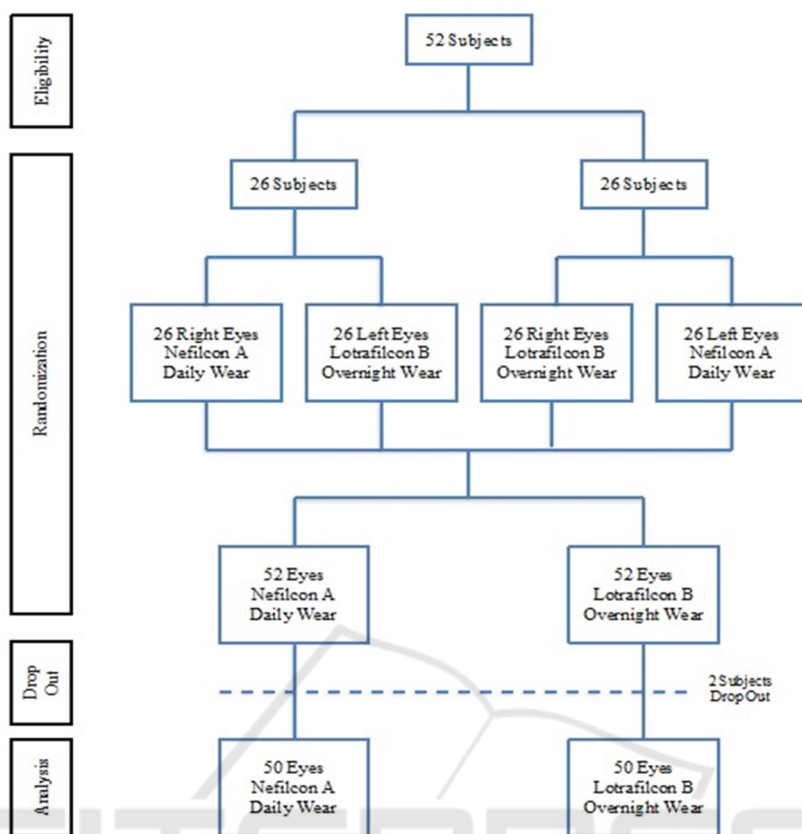 Eligibility
52 Subjects
26 Subjects
26 Subjects
Randomization
26 Right Eyes
Nefilcon A
Daily Wear
26 Left Eyes
Lotrafilcon B
Overnight Wear
26 Right Eyes
Lotrafilcon B
Overnight Wear
26 Left Eyes
Nefilcon A
Daily Wear
52 Eyes
Nefilcon A
Daily Wear
52 Eyes
Lotrafilcon B
Overnight Wear
Drop
Out
2 Subjects
Drop Out
Analysis
50 Eyes
Nefilcon A
Daily Wear
50 Eyes
Lotrafilcon B
Overnight Wear